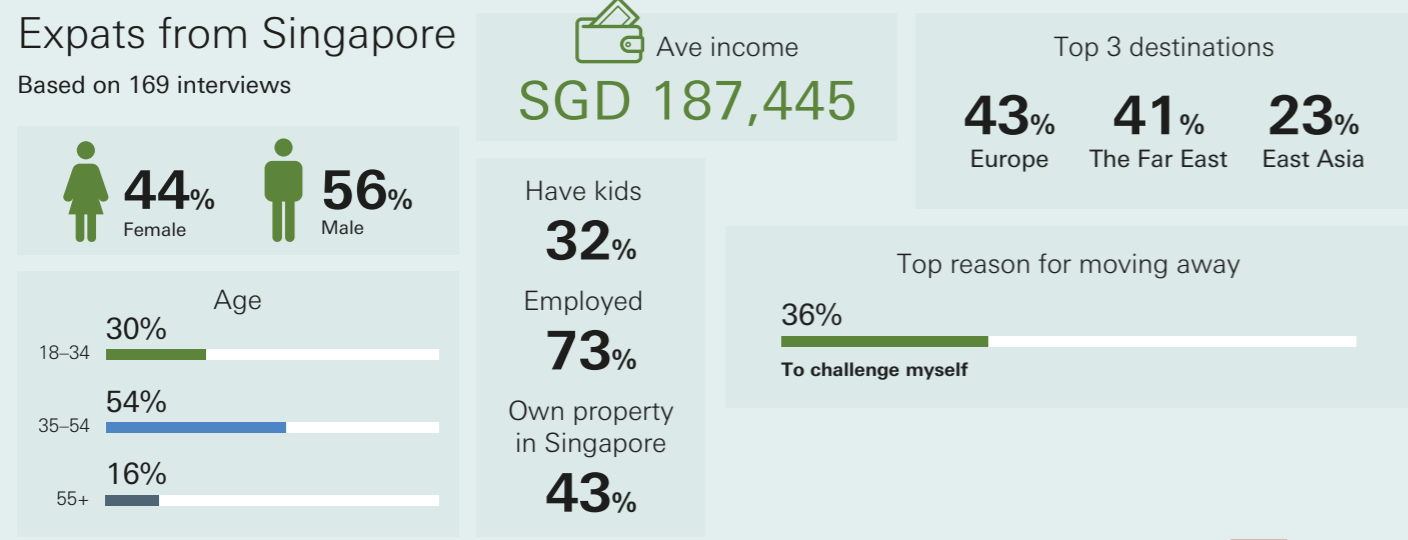 Expats from Singapore
Based on 169 interviews
44%
Female
56%
Male
Age
30%
18–34
54%
35–54
16%
55+
Ave income
SGD 187,445
Have kids
32%
Employed
73%
Own property
in Singapore
43%
Top 3 destinations
43%
Europe
41%
The Far East
23%
East Asia
Top reason for moving away
36%
To challenge myself